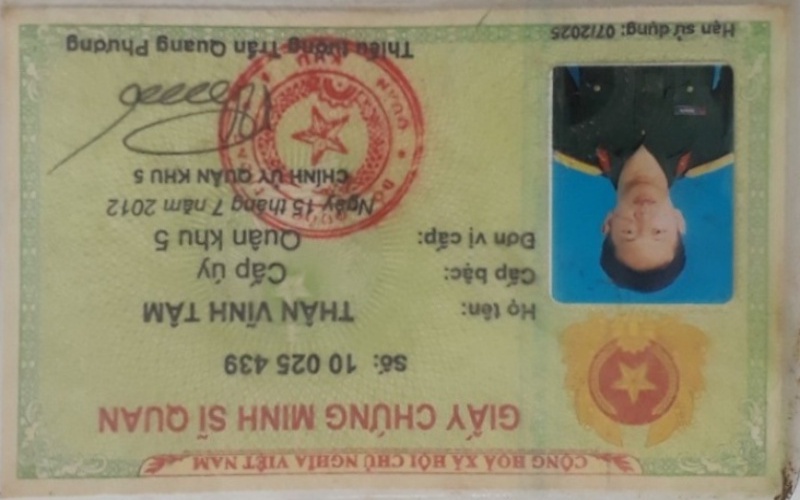 CỘNG HOÀ XÃ HỘI CHỦ NGHĨA VIỆT NAM
GIẤY CHỨNG MINH SĨ QUAN
Số: 10 025 439
Họ tên: THÂN VĨNH TÂM
Cấp bậc: Cấp úy
Đơn vị cấp: Quân khu 5
Ngày 15 tháng 7 năm 2012
CHÍNH ỦY QUÂN KHU 5
Thiếu tướng Trần Quang Phương
Hạn sử dụng: 07/2025